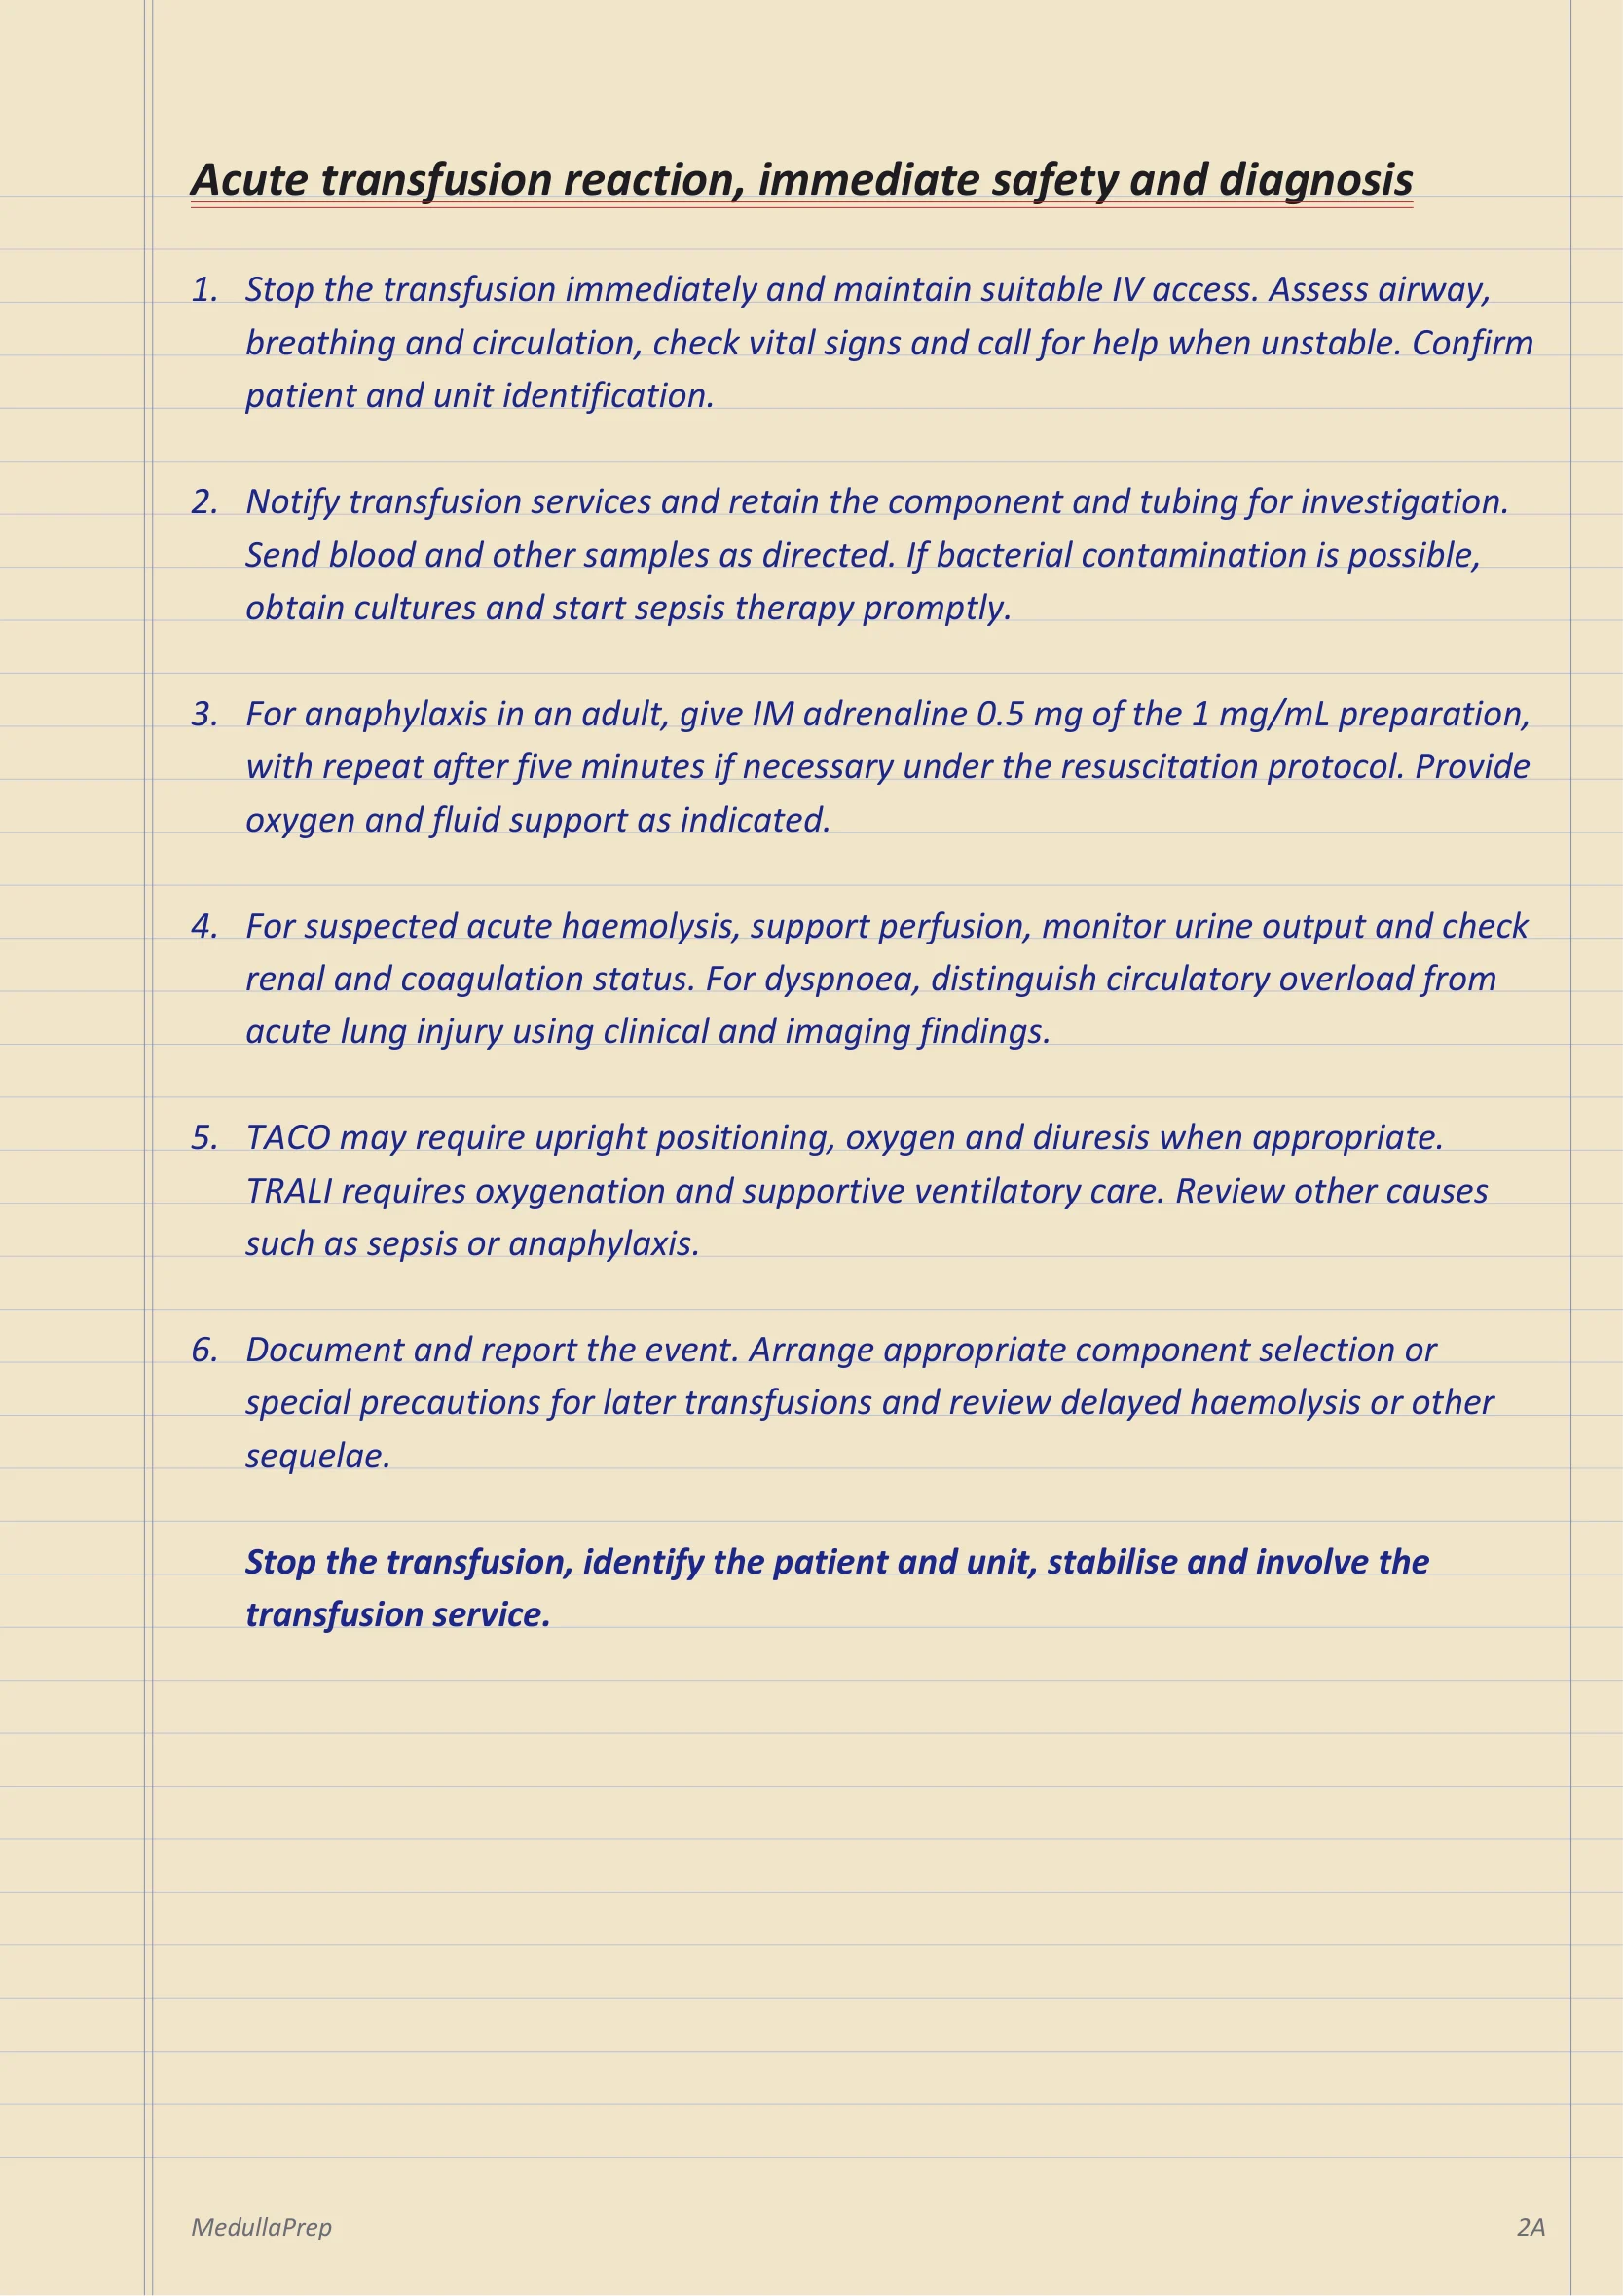 Acute transfusion reaction, immediate safety and diagnosis
1. Stop the transfusion immediately and maintain suitable IV access. Assess airway,
breathing and circulation, check vital signs and call for help when unstable. Confirm
patient and unit identification.
2. Notify transfusion services and retain the component and tubing for investigation.
Send blood and other samples as directed. If bacterial contamination is possible,
obtain cultures and start sepsis therapy promptly.
3. For anaphylaxis in an adult, give IM adrenaline 0.5 mg of the 1 mg/mL preparation,
with repeat after five minutes if necessary under the resuscitation protocol. Provide
oxygen and fluid support as indicated.
4. For suspected acute haemolysis, support perfusion, monitor urine output and check
renal and coagulation status. For dyspnoea, distinguish circulatory overload from
acute lung injury using clinical and imaging findings.
5. TACO may require upright positioning, oxygen and diuresis when appropriate.
TRALI requires oxygenation and supportive ventilatory care. Review other causes
such as sepsis or anaphylaxis.
6. Document and report the event. Arrange appropriate component selection or
special precautions for later transfusions and review delayed haemolysis or other
sequelae.
Stop the transfusion, identify the patient and unit, stabilise and involve the
transfusion service.
MedullaPrep
2A